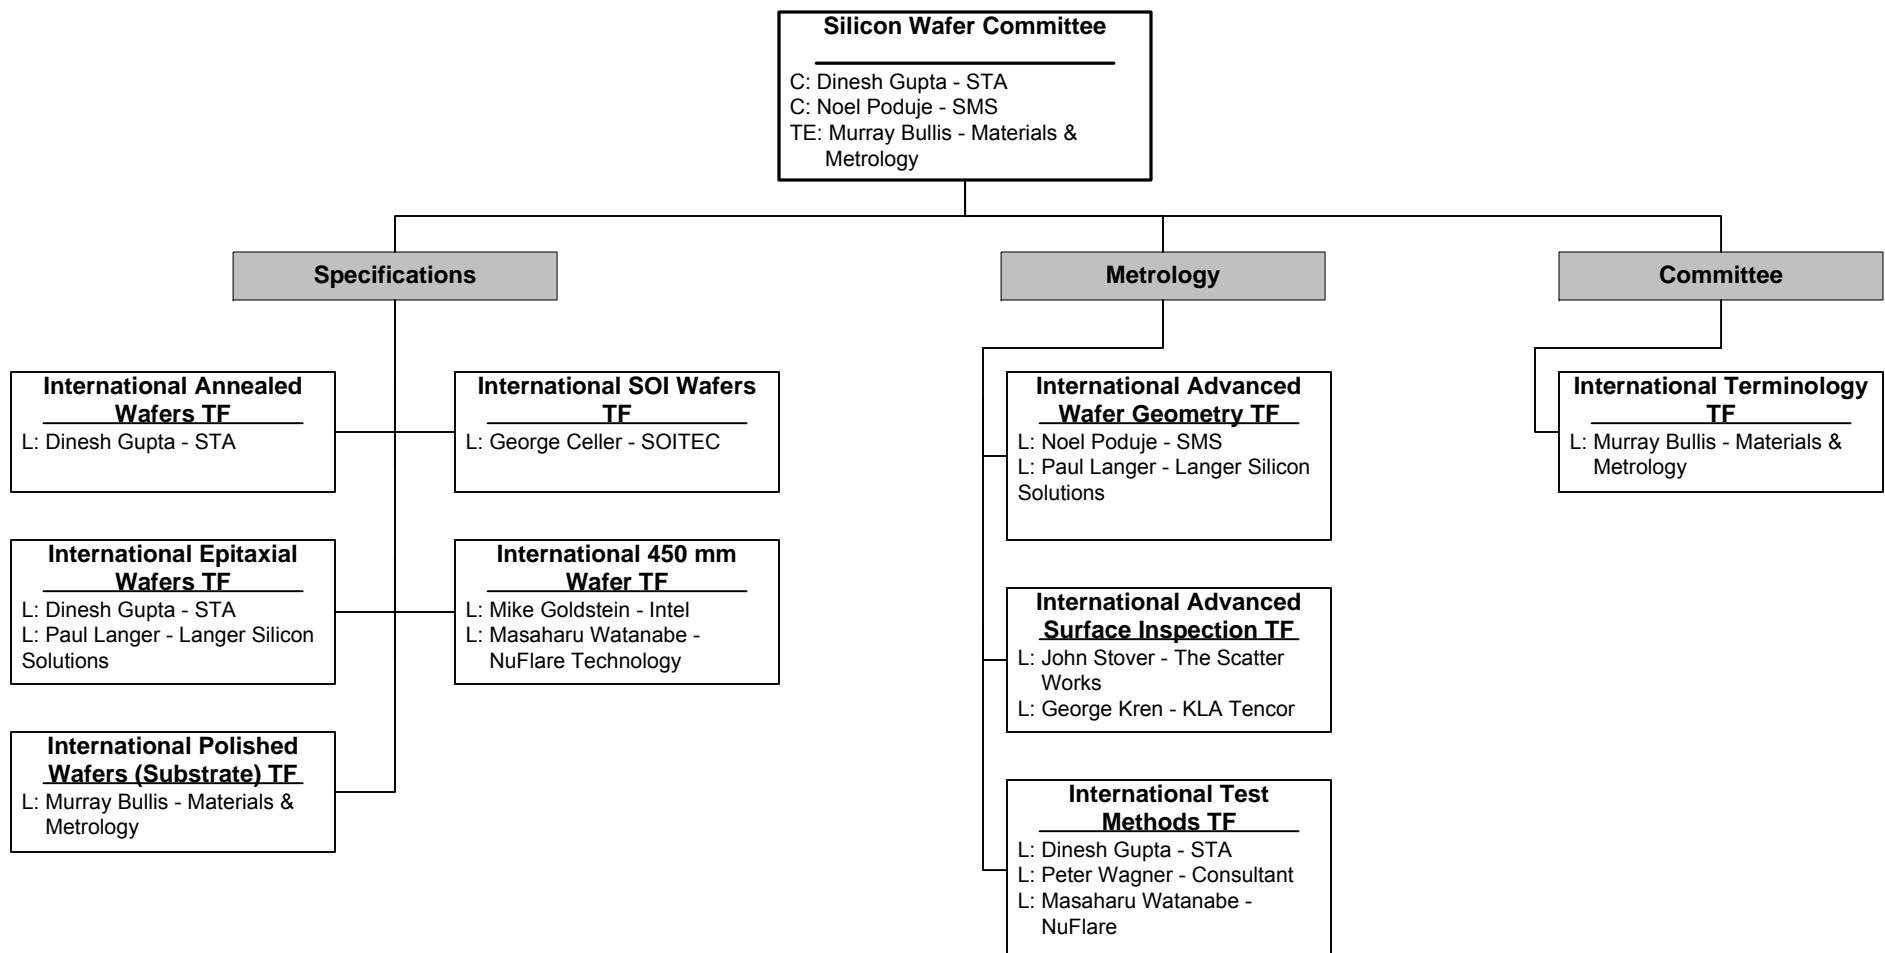 Silicon Wafer Committee
C: Dinesh Gupta - STA
C: Noel Poduje - SMS
TE: Murray Bullis - Materials &
Metrology
Specifications
Metrology
Committee
International Annealed
Wafers TF
L: Dinesh Gupta - STA
International SOI Wafers
TF
L: George Celler - SOITEC
International Advanced
Wafer Geometry TF
L: Noel Poduje - SMS
L: Paul Langer - Langer Silicon
Solutions
International Terminology
TF
L: Murray Bullis - Materials &
Metrology
International Epitaxial
Wafers TF
L: Dinesh Gupta - STA
L: Paul Langer - Langer Silicon
Solutions
International 450 mm
Wafer TF
L: Mike Goldstein - Intel
L: Masaharu Watanabe -
NuFlare Technology
International Advanced
Surface Inspection TF
L: John Stover - The Scatter
Works
L: George Kren - KLA Tencor
International Polished
Wafers (Substrate) TF
L: Murray Bullis - Materials &
Metrology
International Test
Methods TF
L: Dinesh Gupta - STA
L: Peter Wagner - Consultant
L: Masaharu Watanabe -
NuFlare